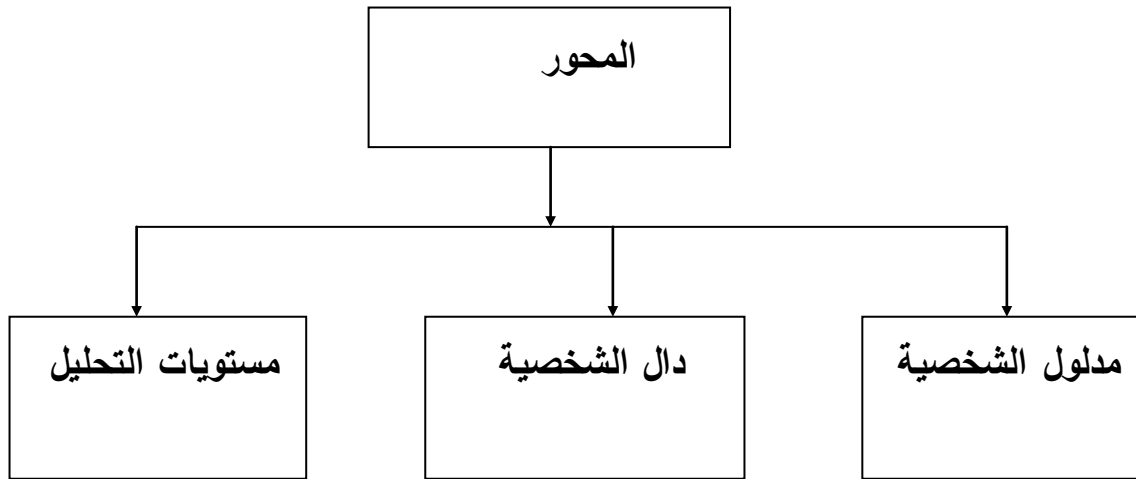 المحور
مدلول الشخصية
دال الشخصية
مستويات التحليل